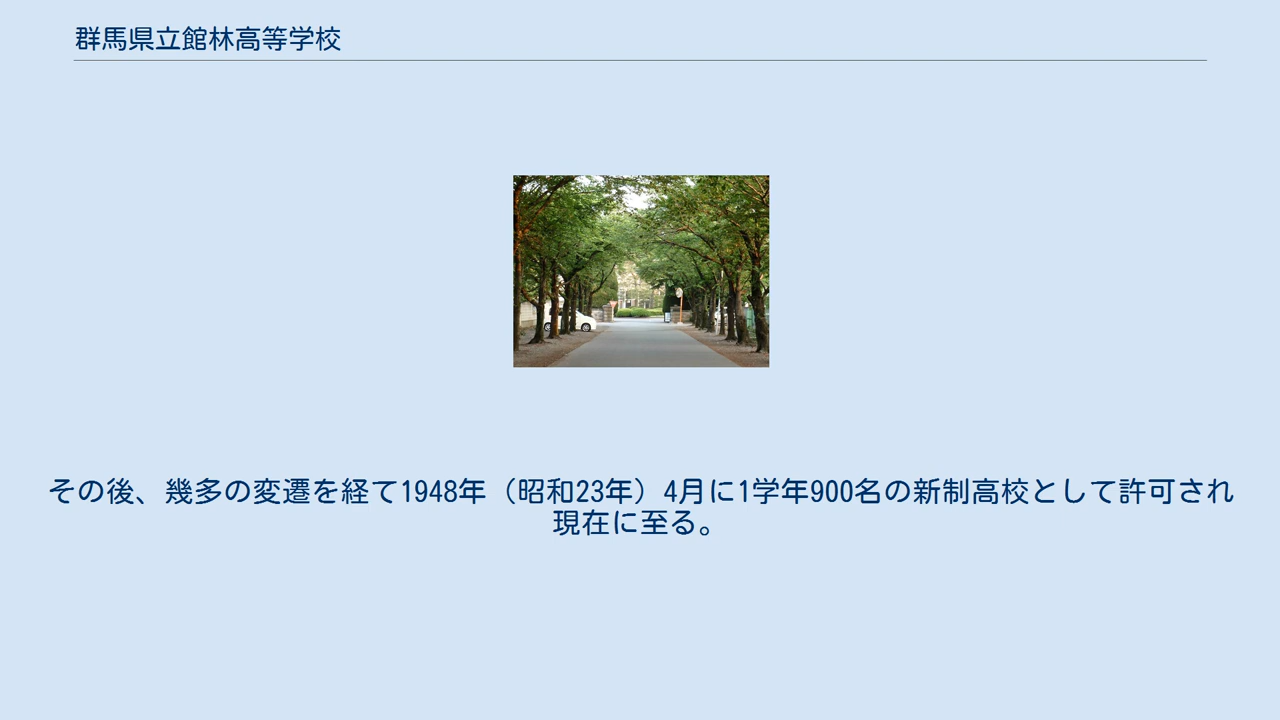 群馬県立館林高等学校
その後、幾多の変遷を経て1948年（昭和23年）4月に1学年900名の新制高校として許可され
現在に至る。